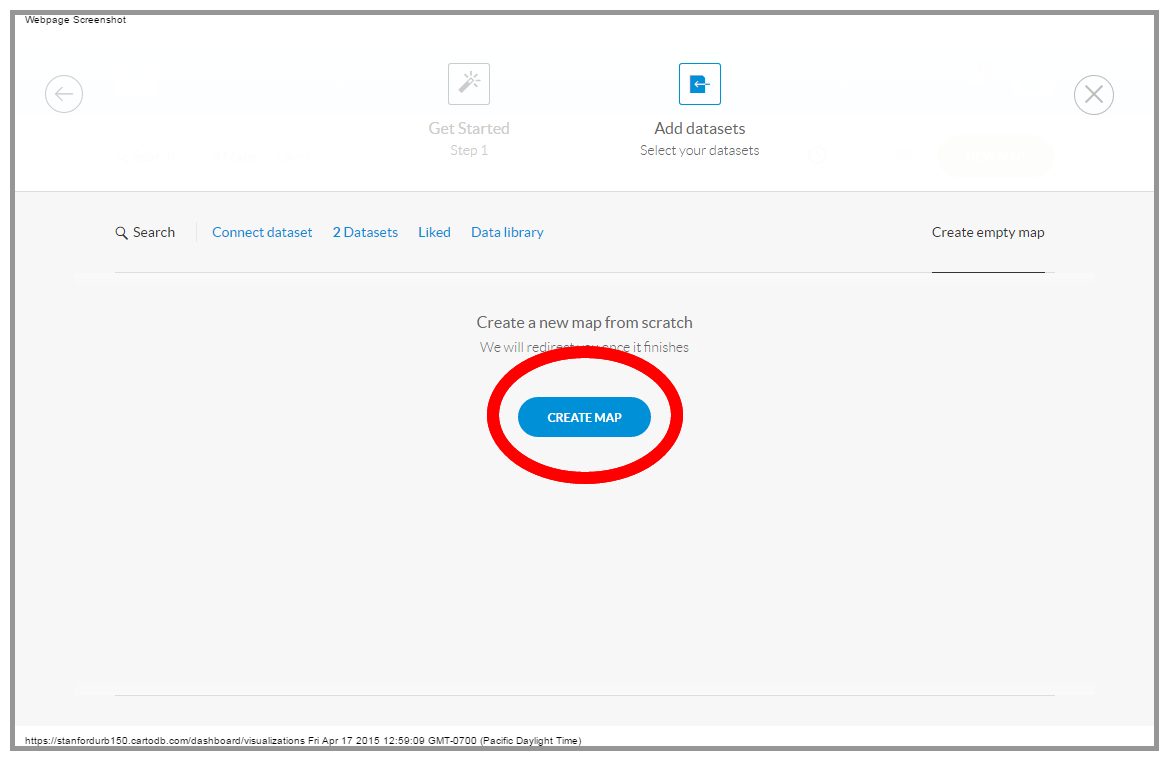 Webpage Screenshot
Get Started
Step 1
Add datasets
Select your datasets
Search Connect dataset 2 Datasets Liked Data library Create empty map
Create a new map from scratch
We will redirect you once it finishes
CREATE MAP
https://stanfordurb150.cartodb.com/dashboard/visualizations Fri Apr 17 2015 12:59:09 GMT-0700 (Pacific Daylight Time)